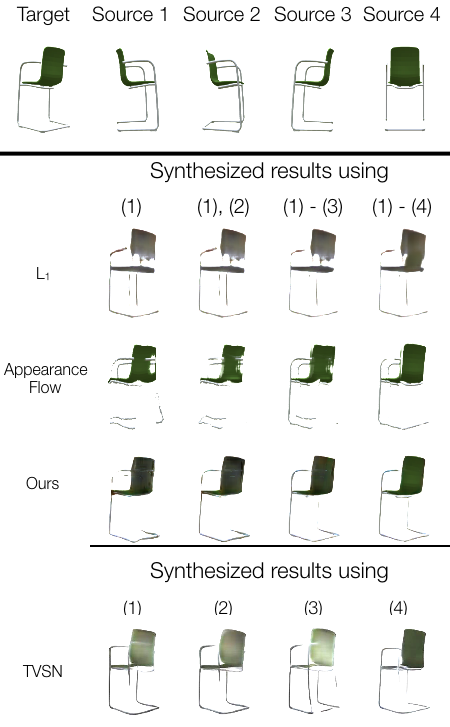 Target Source 1 Source 2 Source 3 Source 4
Synthesized results using
(1) (1), (2) (1) - (3) (1) - (4)
L₁
Appearance
Flow
Ours
Synthesized results using
(1) (2) (3) (4)
TVSN